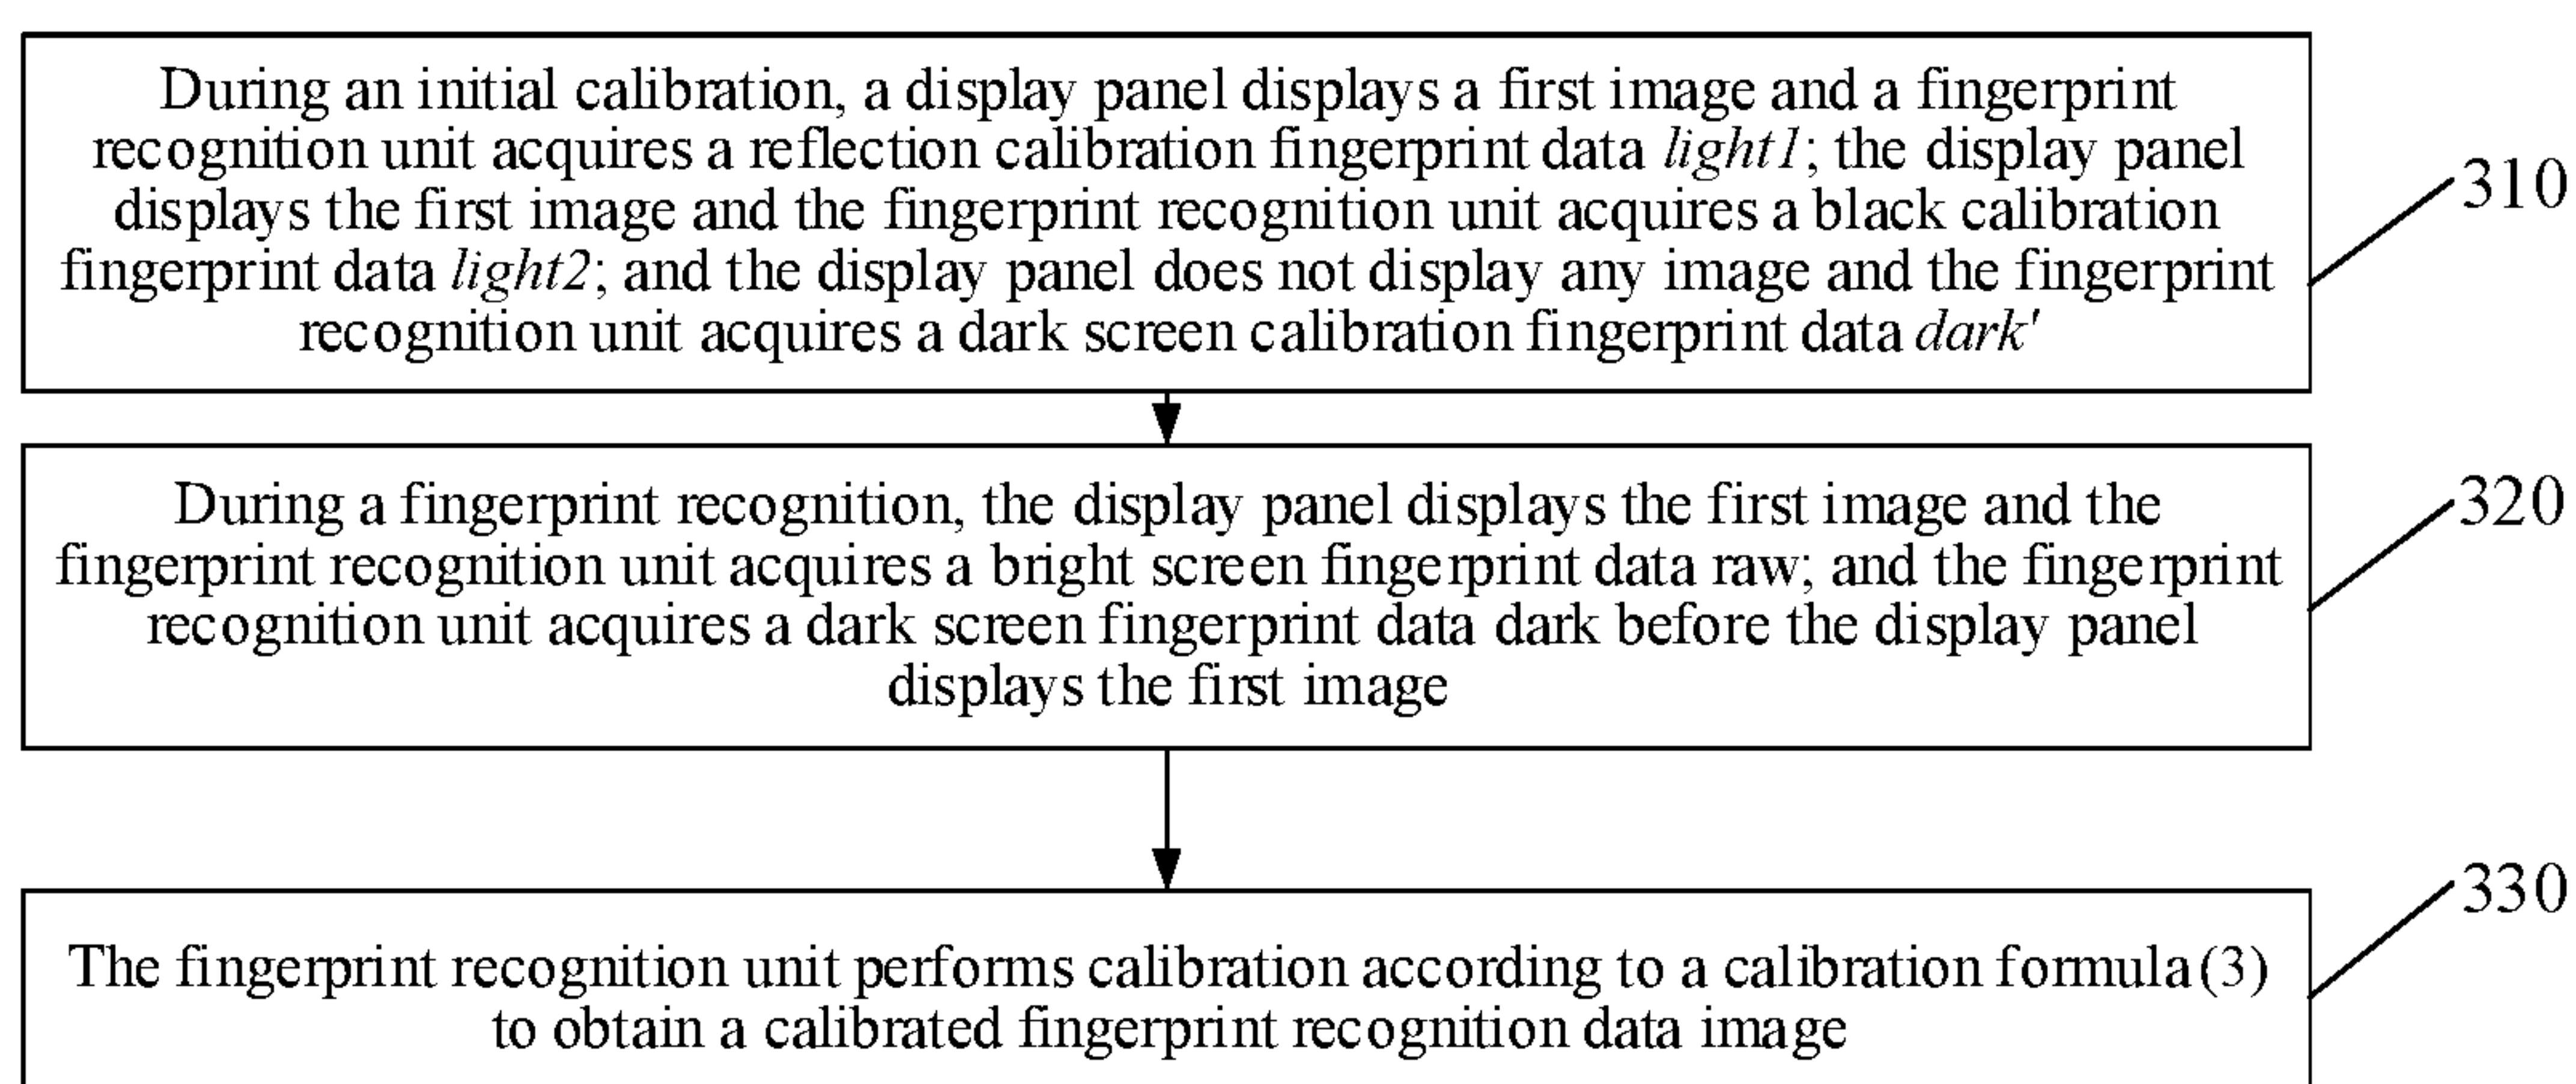 During an initial calibration, a display panel displays a first image and a fingerprint
recognition unit acquires a reflection calibration fingerprint data light1; the display panel
displays the first image and the fingerprint recognition unit acquires a black calibration
fingerprint data light2; and the display panel does not display any image and the fingerprint
recognition unit acquires a dark screen calibration fingerprint data dark'
310
During a fingerprint recognition, the display panel displays the first image and the
fingerprint recognition unit acquires a bright screen fingerprint data raw; and the fingerprint
recognition unit acquires a dark screen fingerprint data dark before the display panel
displays the first image
320
The fingerprint recognition unit performs calibration according to a calibration formula(3)
to obtain a calibrated fingerprint recognition data image
330